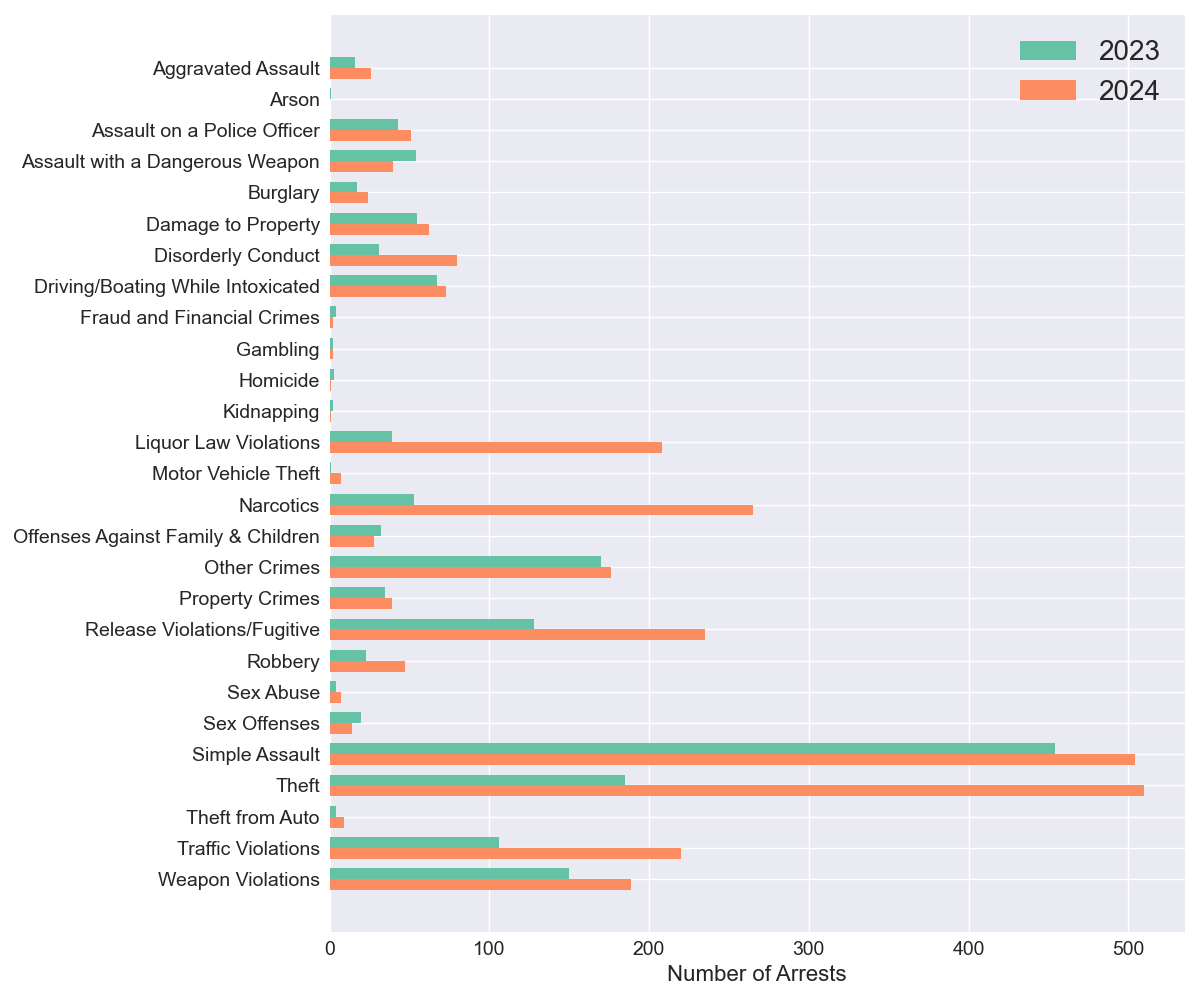 2023
2024
Aggravated Assault
Arson
Assault on a Police Officer
Assault with a Dangerous Weapon
Burglary
Damage to Property
Disorderly Conduct
Driving/Boating While Intoxicated
Fraud and Financial Crimes
Gambling
Homicide
Kidnapping
Liquor Law Violations
Motor Vehicle Theft
Narcotics
Offenses Against Family & Children
Other Crimes
Property Crimes
Release Violations/Fugitive
Robbery
Sex Abuse
Sex Offenses
Simple Assault
Theft
Theft from Auto
Traffic Violations
Weapon Violations
0 100 200 300 400 500
Number of Arrests